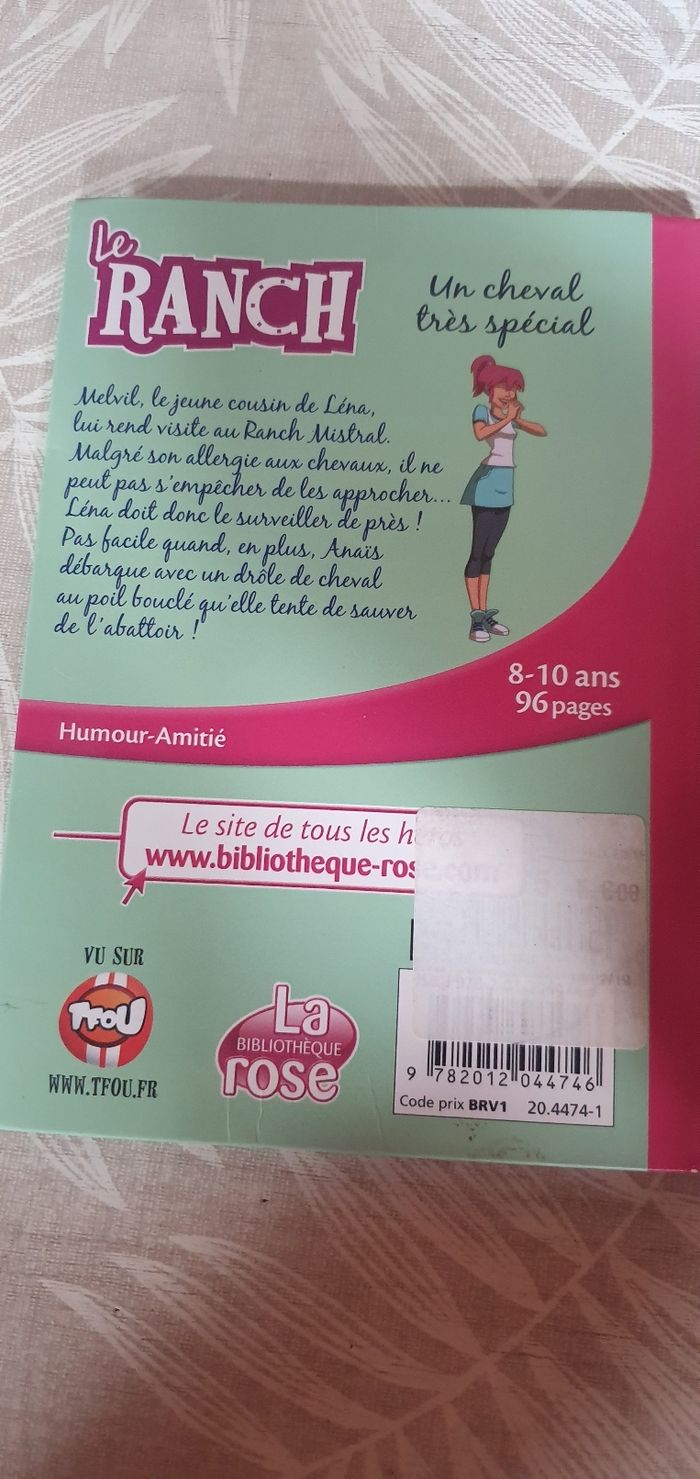 Le
RANCH
Un cheval
très spécial
Melvil, le jeune cousin de Léna,
lui rend visite au Ranch Mistral.
Malgré son allergie aux chevaux, il ne
peut pas s'empêcher de les approcher...
Léna doit donc le surveiller de près !
Pas facile quand, en plus, Anaïs
débarque avec un drôle de cheval
au poil bouclé qu'elle tente de sauver
de l'abattoir !
8-10 ans
96 pages
Humour-Amitié
Le site de tous les héros
www.bibliotheque-rose.com
VU SUR
TFOU
WWW.TFOU.FR
La
BIBLIOTHÈQUE
rose
9 782012 044746
Code prix BRV1 20.4474-1